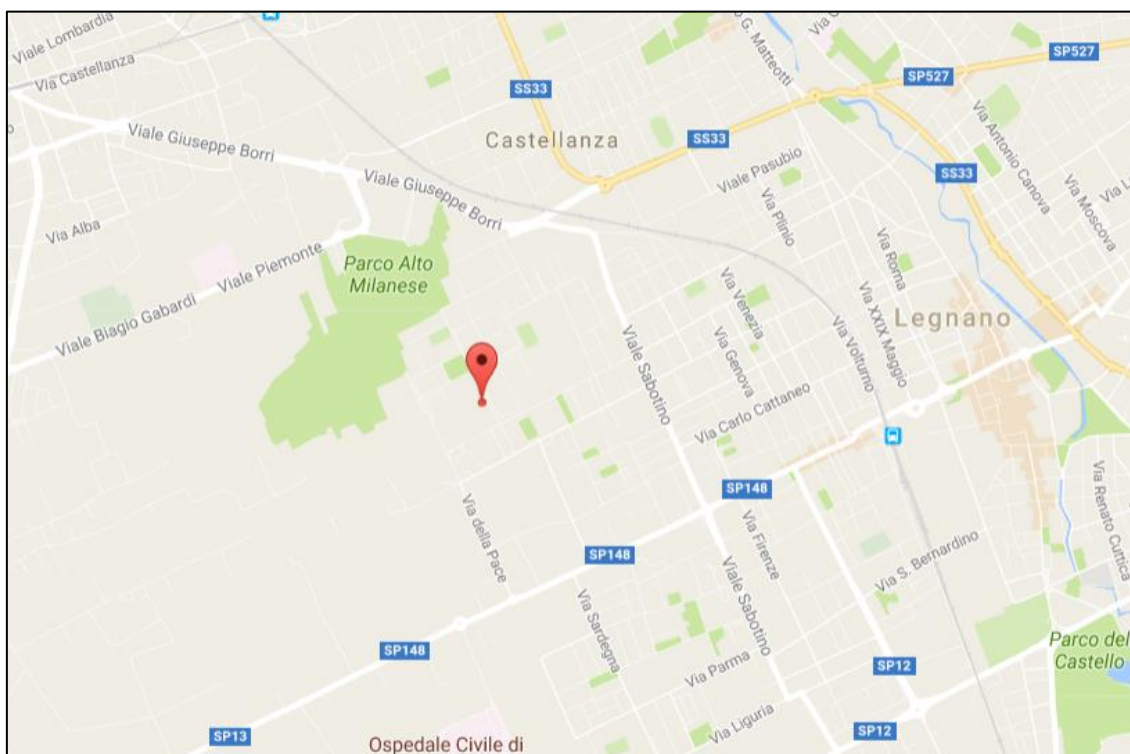 Viale Lombardia
Via Castellanza
Viale Giuseppe Borri
Viale Giuseppe Borri
Via Alba
Viale Piemonte
Viale Biagio Gabardi
Parco Alto
Milanese
SS33
Castellanza
SS33
G. Matteotti
SP527
SP527
SS33
Via Antonio Canova
Via Moscova
Viale Pasubio
Via Plinio
Via Roma
Via XXIX Maggio
Legnano
Via Venezia
Via Genova
Via Volturno
Viale Sabotino
Via Carlo Cattaneo
SP148
Via della Pace
SP148
Via Firenze
Via Renato Cuttica
Via S. Bernardino
Viale Sabotino
Via Sardegna
SP148
Via Parma
SP12
Parco del
Castello
Via Liguria
SP12
SP13
Ospedale Civile di